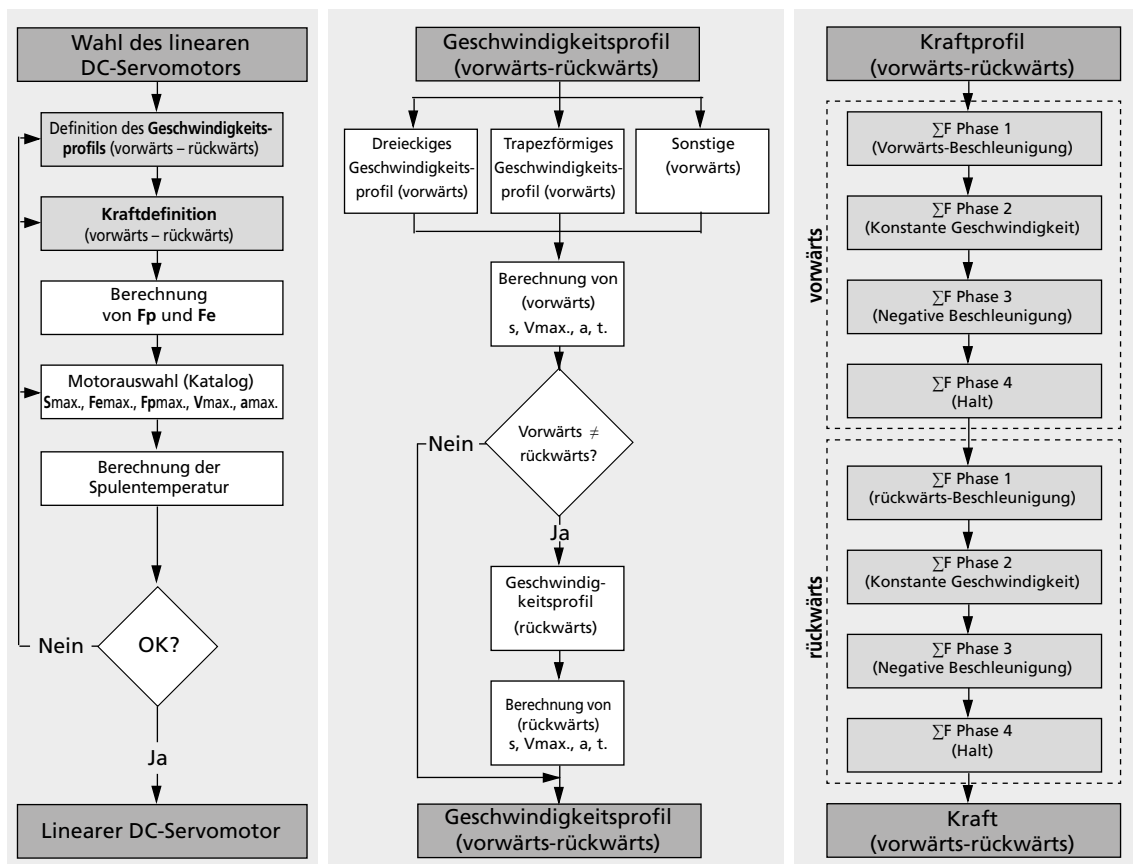 Wahl des linearen
DC-Servomotors
Definition des Geschwindigkeits-
profils (vorwärts – rückwärts)
Kraftdefinition
(vorwärts – rückwärts)
Berechnung
von Fp und Fe
Motorauswahl (Katalog)
Smax., Femax., Fpmax., Vmax., amax.
Berechnung der
Spulentemperatur
Nein
OK?
Ja
Linearer DC-Servomotor
Geschwindigkeitsprofil
(vorwärts-rückwärts)
Dreieckiges
Geschwindigkeits-
profil (vorwärts)
Trapezförmiges
Geschwindigkeits-
profil (vorwärts)
Sonstige
(vorwärts)
Berechnung von
(vorwärts)
s, Vmax., a, t.
Nein
Vorwärts ≠
rückwärts?
Ja
Geschwindig-
keitsprofil
(rückwärts)
Berechnung von
(rückwärts)
s, Vmax., a, t.
Geschwindigkeitsprofil
(vorwärts-rückwärts)
Kraftprofil
(vorwärts-rückwärts)
vorwärts
∑F Phase 1
(Vorwärts-Beschleunigung)
∑F Phase 2
(Konstante Geschwindigkeit)
∑F Phase 3
(Negative Beschleunigung)
∑F Phase 4
(Halt)
rückwärts
∑F Phase 1
(rückwärts-Beschleunigung)
∑F Phase 2
(Konstante Geschwindigkeit)
∑F Phase 3
(Negative Beschleunigung)
∑F Phase 4
(Halt)
Kraft
(vorwärts-rückwärts)